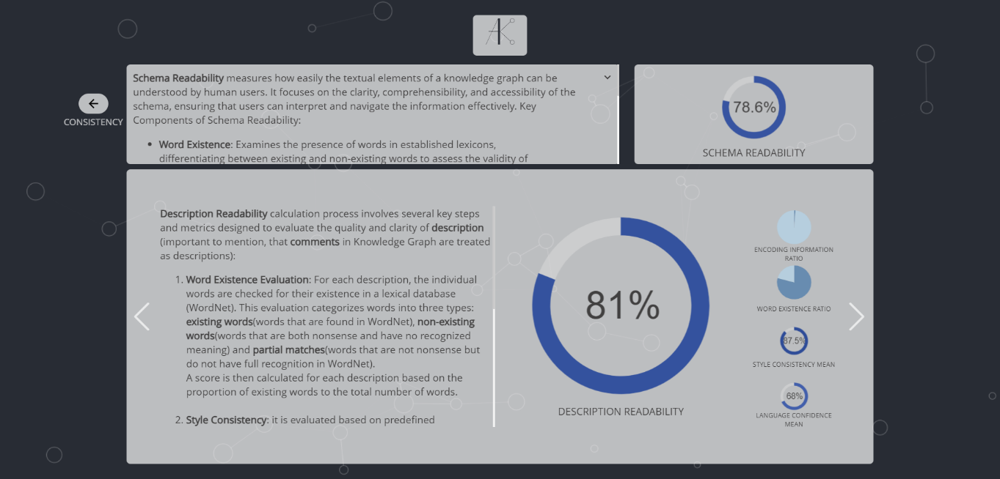 AK
Schema Readability measures how easily the textual elements of a knowledge graph can be
understood by human users. It focuses on the clarity, comprehensibility, and accessibility of the
schema, ensuring that users can interpret and navigate the information effectively. Key
Components of Schema Readability:
• Word Existence: Examines the presence of words in established lexicons,
differentiating between existing and non-existing words to assess the validity of
CONSISTENCY
78.6%
SCHEMA READABILITY
Description Readability calculation process involves several key steps
and metrics designed to evaluate the quality and clarity of description
(important to mention, that comments in Knowledge Graph are treated
as descriptions):
1. Word Existence Evaluation: For each description, the individual
words are checked for their existence in a lexical database
(WordNet). This evaluation categorizes words into three types:
existing words(words that are found in WordNet), non-existing
words(words that are both nonsense and have no recognized
meaning) and partial matches(words that are not nonsense but
do not have full recognition in WordNet).
A score is then calculated for each description based on the
proportion of existing words to the total number of words.
2. Style Consistency: it is evaluated based on predefined
81%
DESCRIPTION READABILITY
ENCODING INFORMATION
RATIO
WORD EXISTENCE RATIO
87.5%
STYLE CONSISTENCY MEAN
68%
LANGUAGE CONFIDENCE
MEAN